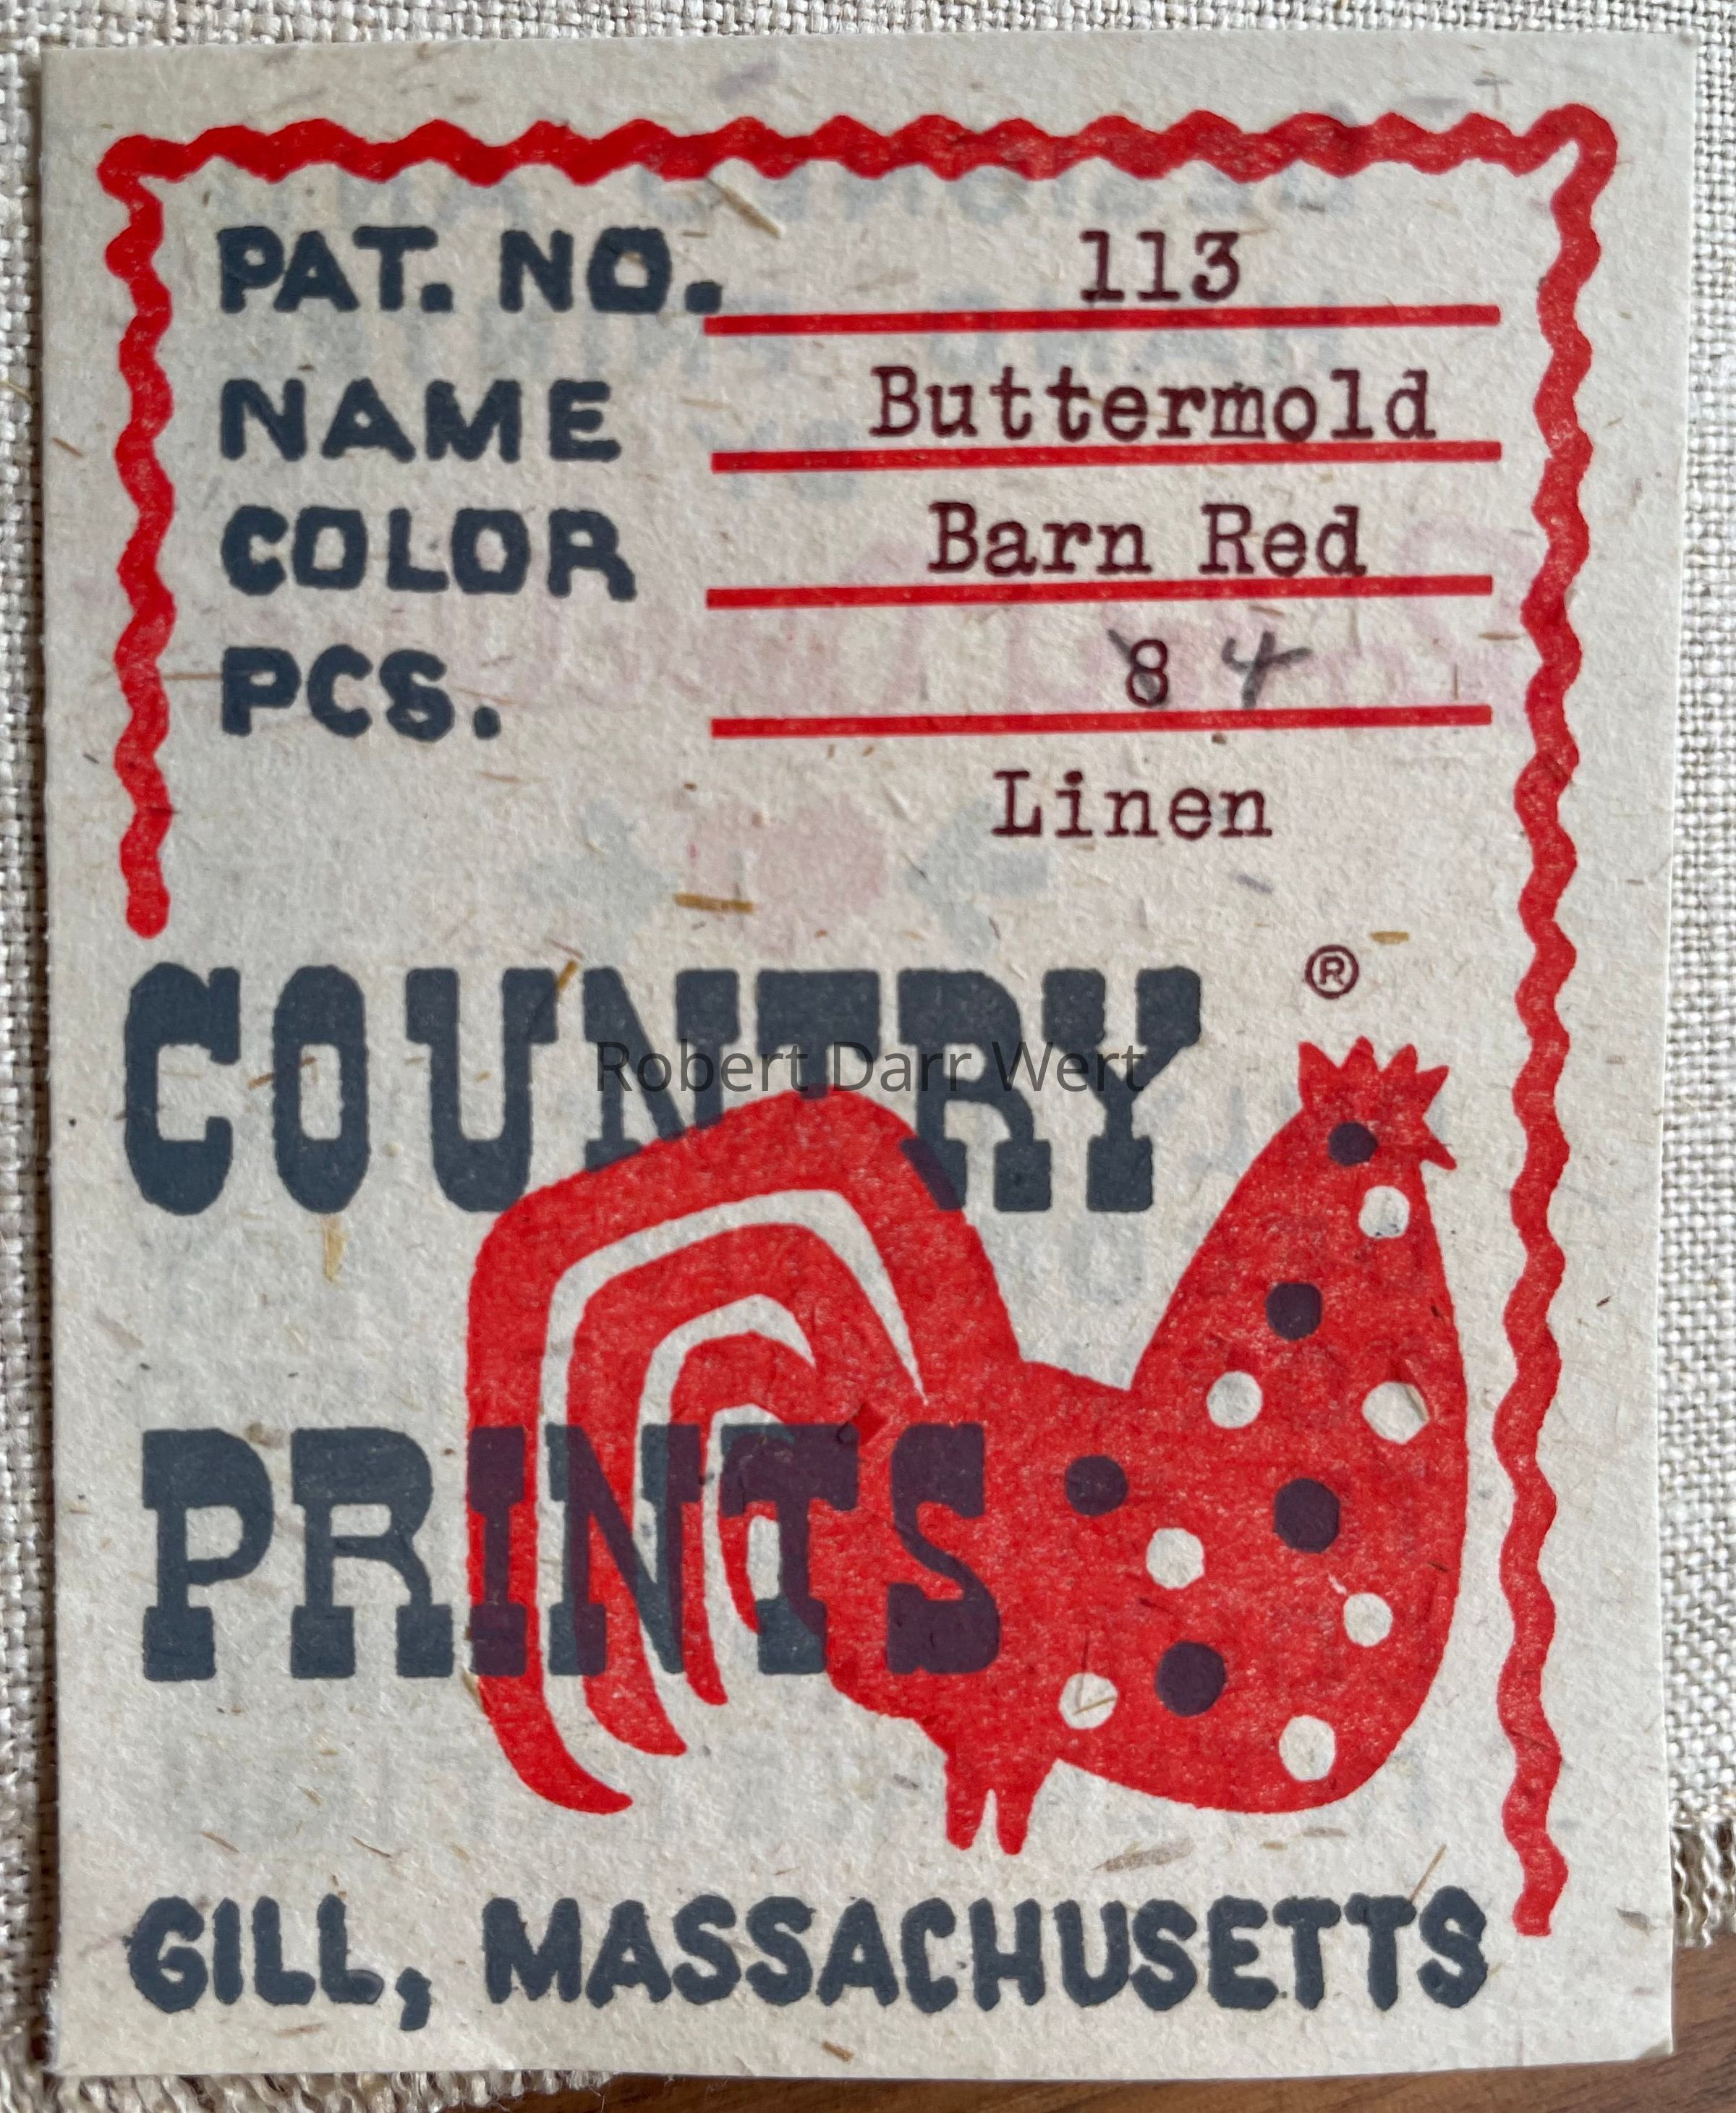 PAT. NO. 113
NAME Buttermold
COLOR Barn Red
PCS. 8 4
Linen
COUNTRY ®
Robert Darr Wert
PRINTS
GILL, MASSACHUSETTS